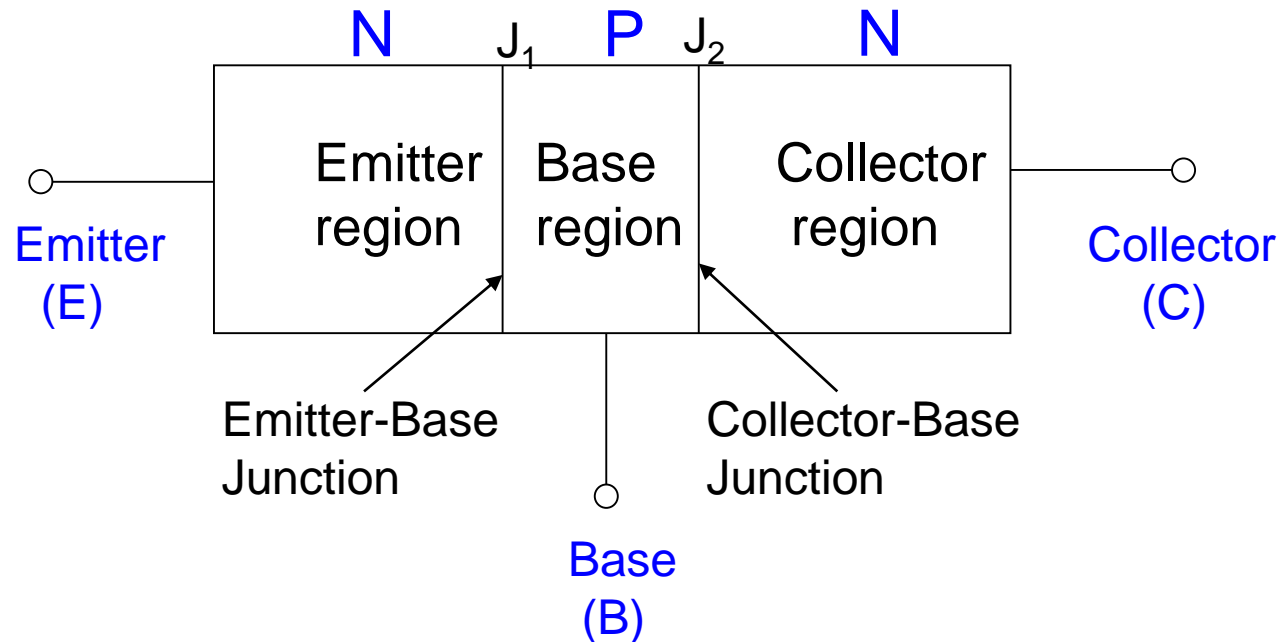 N J₁ P J₂ N
Emitter region
Base region
Collector region
Emitter
(E)
Collector
(C)
Emitter-Base
Junction
Collector-Base
Junction
Base
(B)